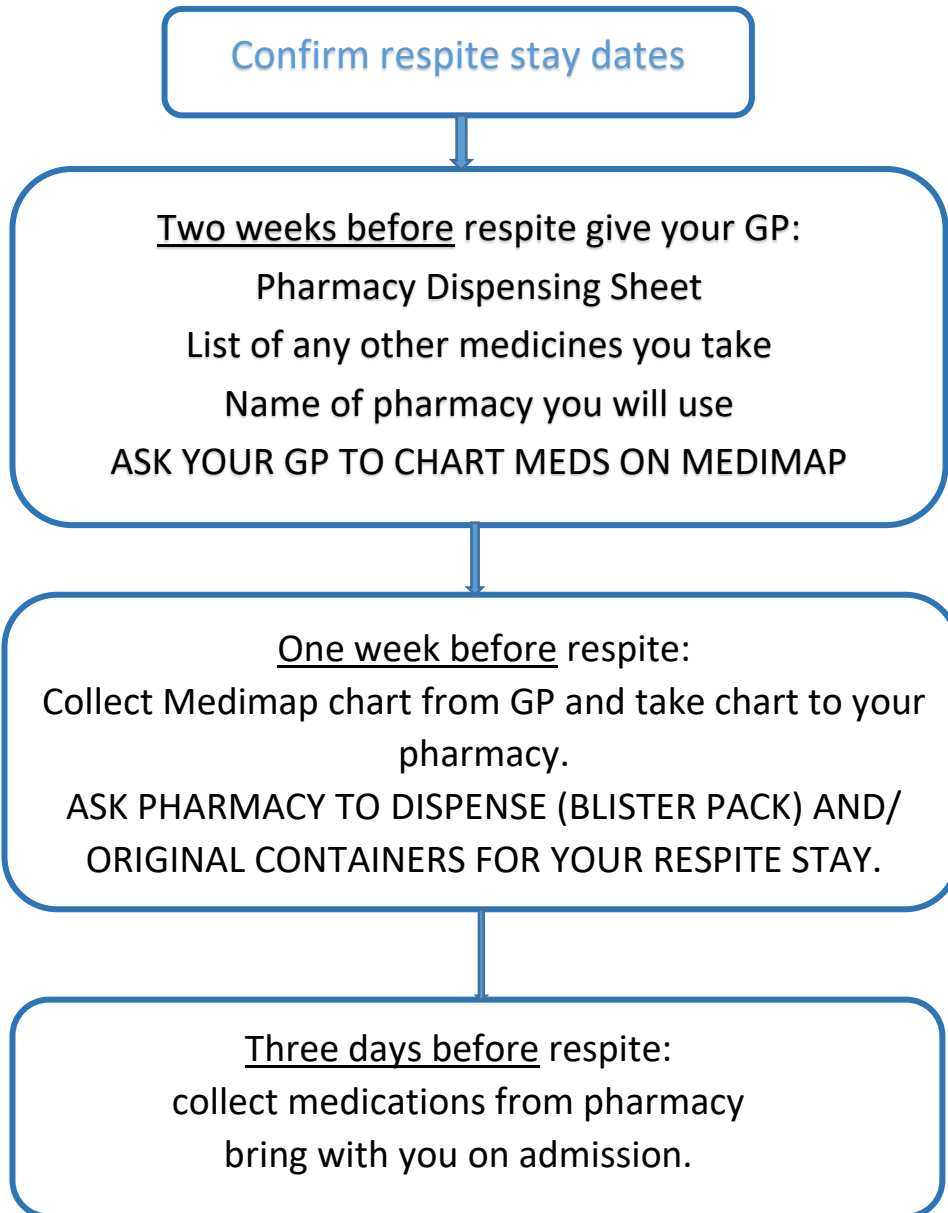 Confirm respite stay dates
Two weeks before respite give your GP:
Pharmacy Dispensing Sheet
List of any other medicines you take
Name of pharmacy you will use
ASK YOUR GP TO CHART MEDS ON MEDIMAP
One week before respite:
Collect Medimap chart from GP and take chart to your
pharmacy.
ASK PHARMACY TO DISPENSE (BLISTER PACK) AND/
ORIGINAL CONTAINERS FOR YOUR RESPITE STAY.
Three days before respite:
collect medications from pharmacy
bring with you on admission.